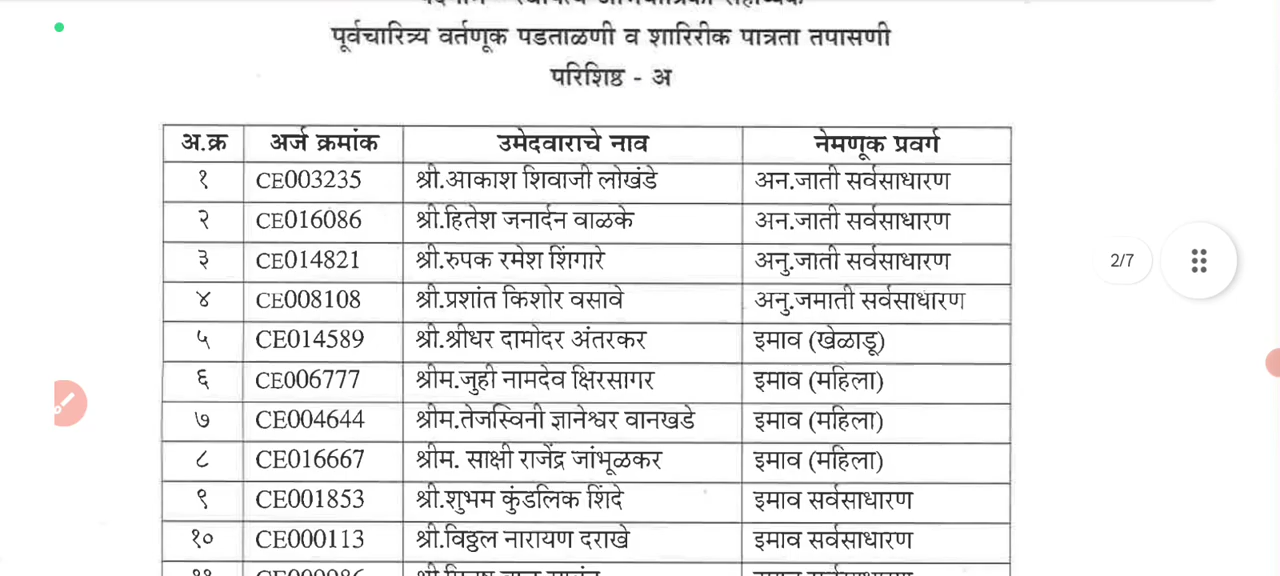 पूर्वचारित्र्य वर्तणूक पडताळणी व शारिरीक पात्रता तपासणी
परिशिष्ठ - अ
अ.क्र अर्ज क्रमांक उमेदवाराचे नाव नेमणूक प्रवर्ग
१ CE003235 श्री.आकाश शिवाजी लोखंडे अन.जाती सर्वसाधारण
२ CE016086 श्री.हितेश जनार्दन वाळके अन.जाती सर्वसाधारण
३ CE014821 श्री.रुपक रमेश शिंगारे अनु.जाती सर्वसाधारण
४ CE008108 श्री.प्रशांत किशोर वसावे अनु.जमाती सर्वसाधारण
५ CE014589 श्री.श्रीधर दामोदर अंतरकर इमाव (खेळाडू)
६ CE006777 श्रीम.जुही नामदेव क्षिरसागर इमाव (महिला)
७ CE004644 श्रीम.तेजस्विनी ज्ञानेश्वर वानखडे इमाव (महिला)
८ CE016667 श्रीम. साक्षी राजेंद्र जांभूळकर इमाव (महिला)
९ CE001853 श्री.शुभम कुंडलिक शिंदे इमाव सर्वसाधारण
१० CE000113 श्री.विठ्ठल नारायण दराखे इमाव सर्वसाधारण
2/7